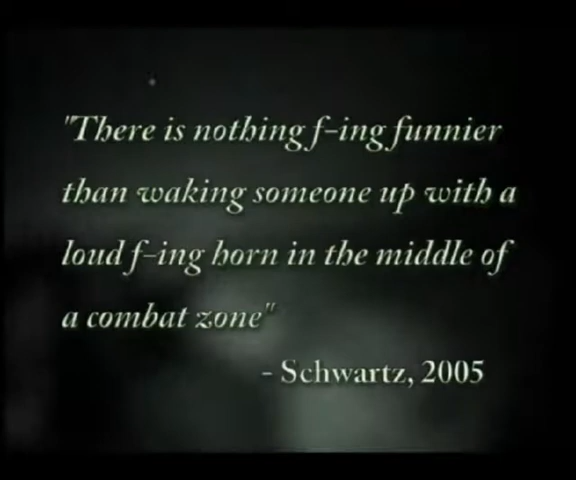 "There is nothing f-ing funnier
than waking someone up with a
loud f-ing horn in the middle of
a combat zone"
- Schwartz, 2005